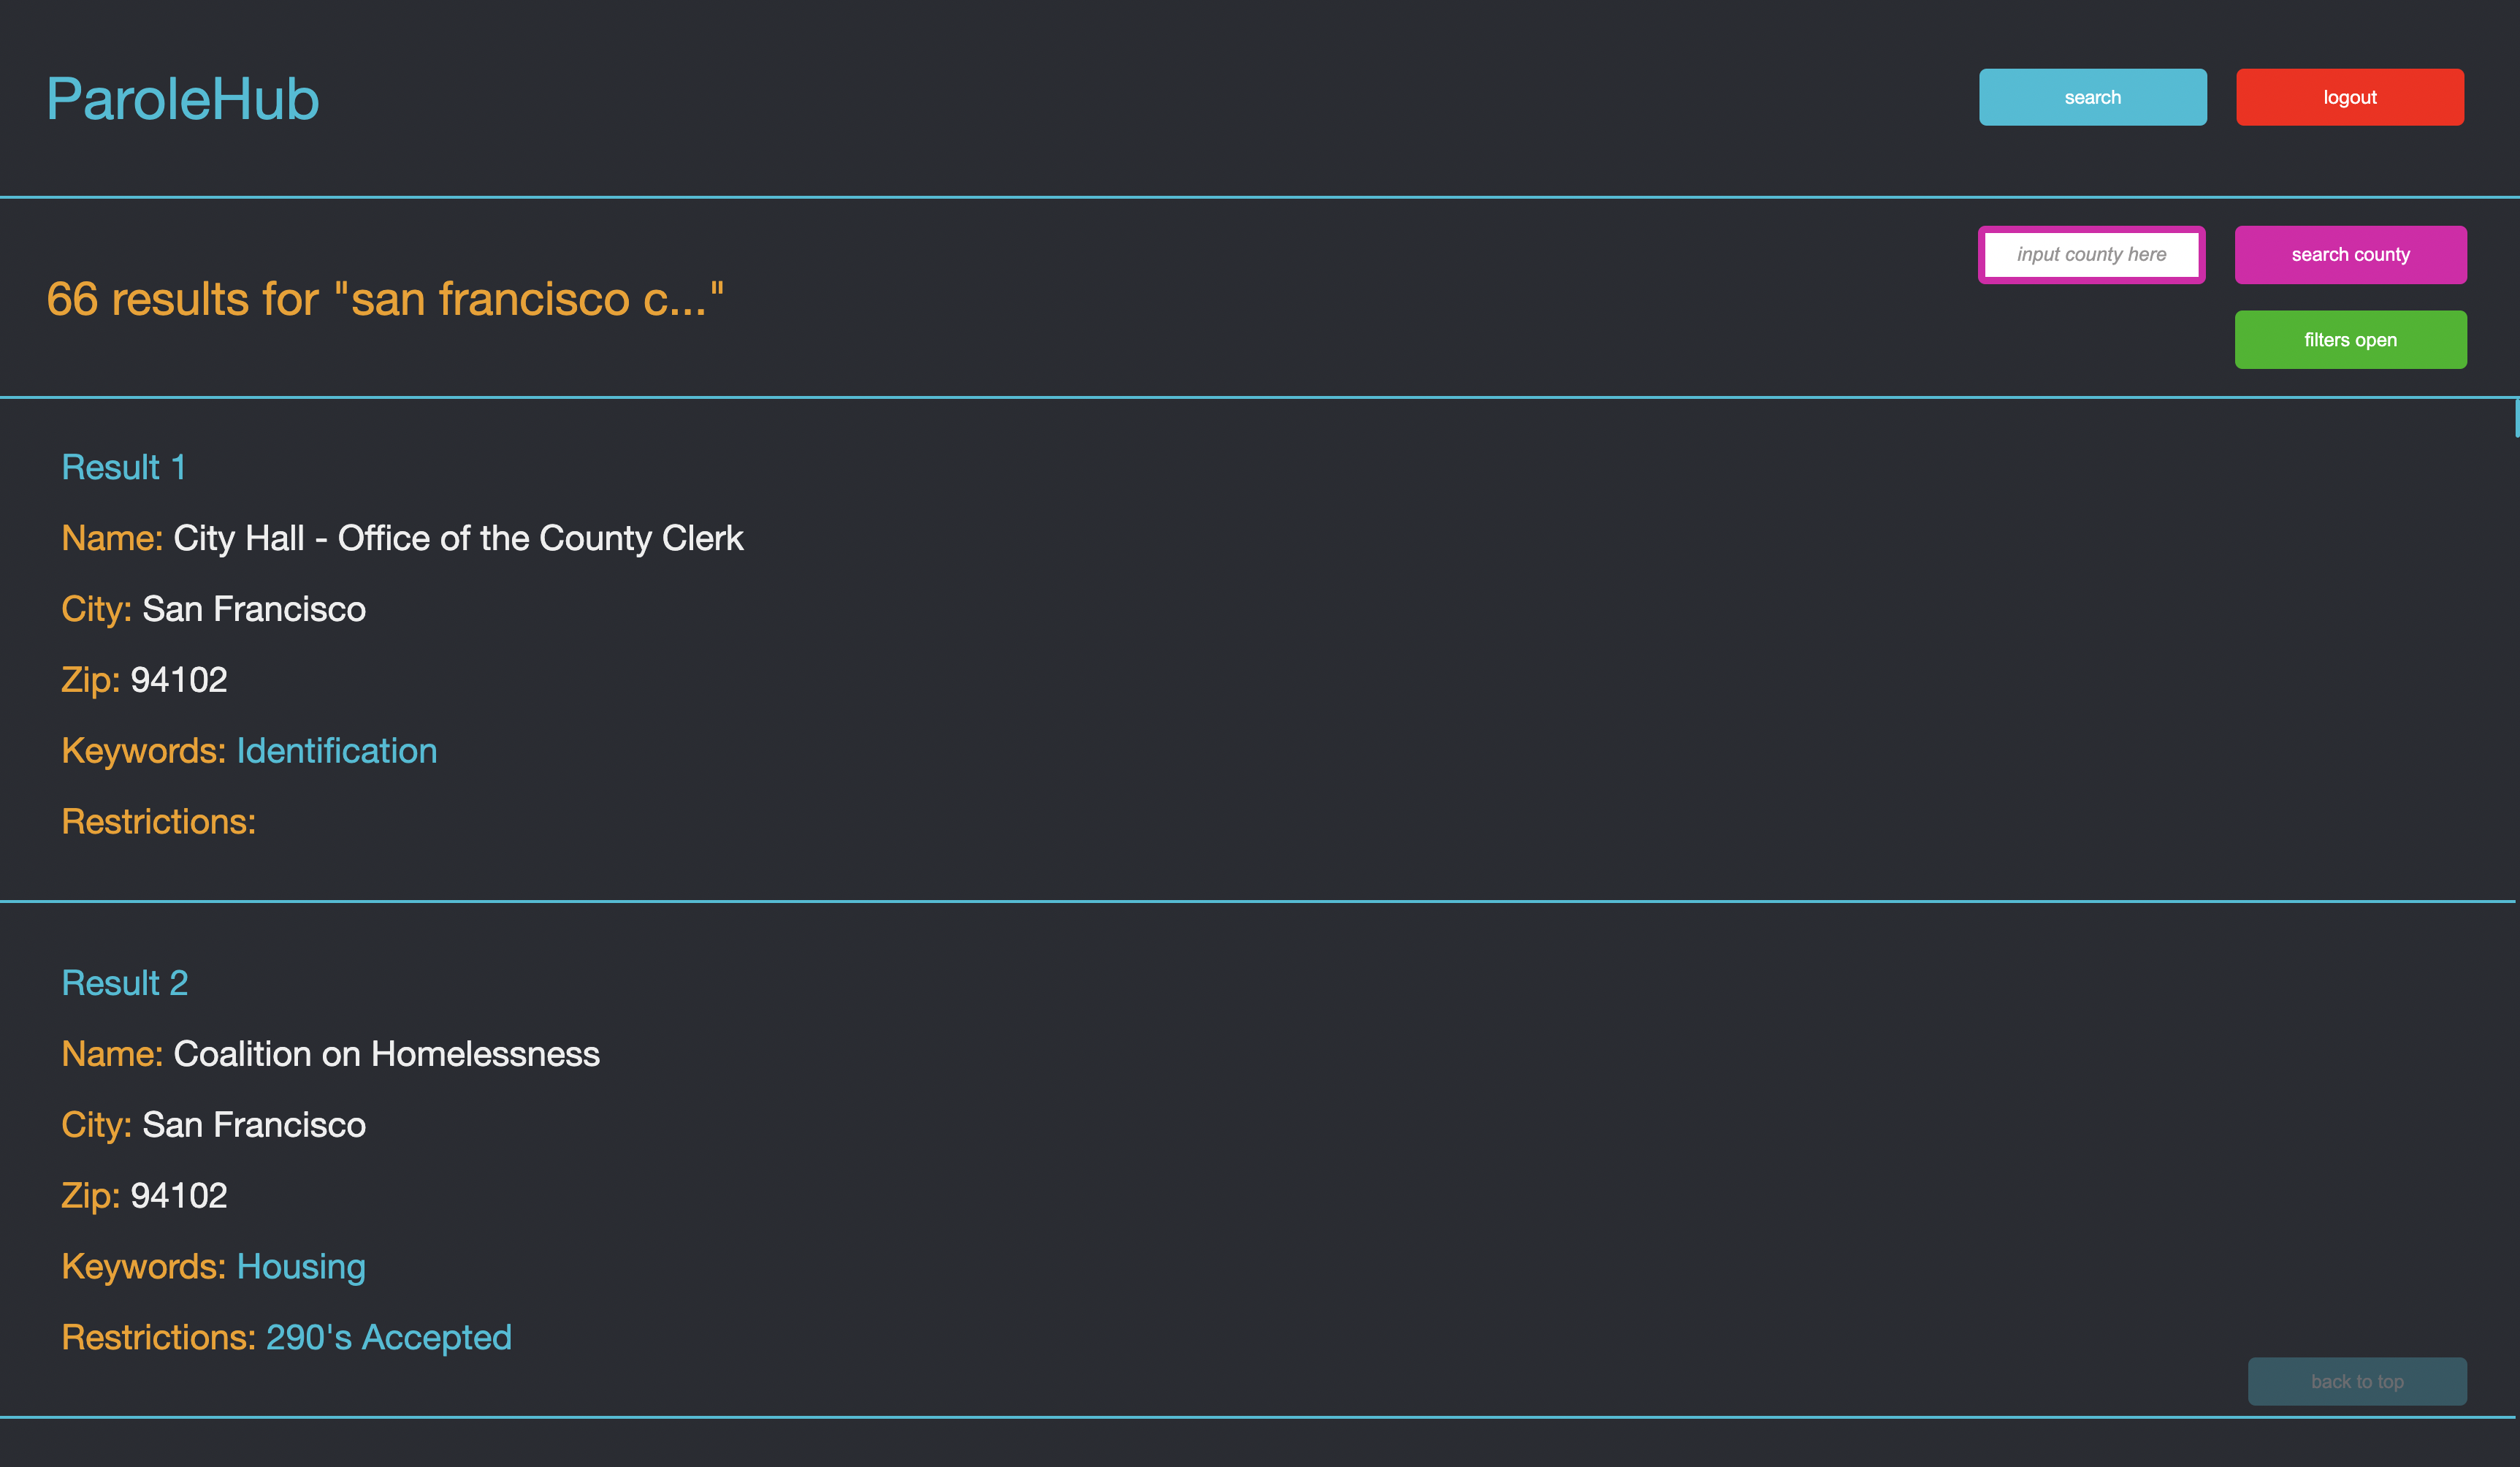 ParoleHub
search
logout
66 results for "san francisco c..."
input county here
search county
filters open
Result 1
Name: City Hall - Office of the County Clerk
City: San Francisco
Zip: 94102
Keywords: Identification
Restrictions:
Result 2
Name: Coalition on Homelessness
City: San Francisco
Zip: 94102
Keywords: Housing
Restrictions: 290's Accepted
back to top